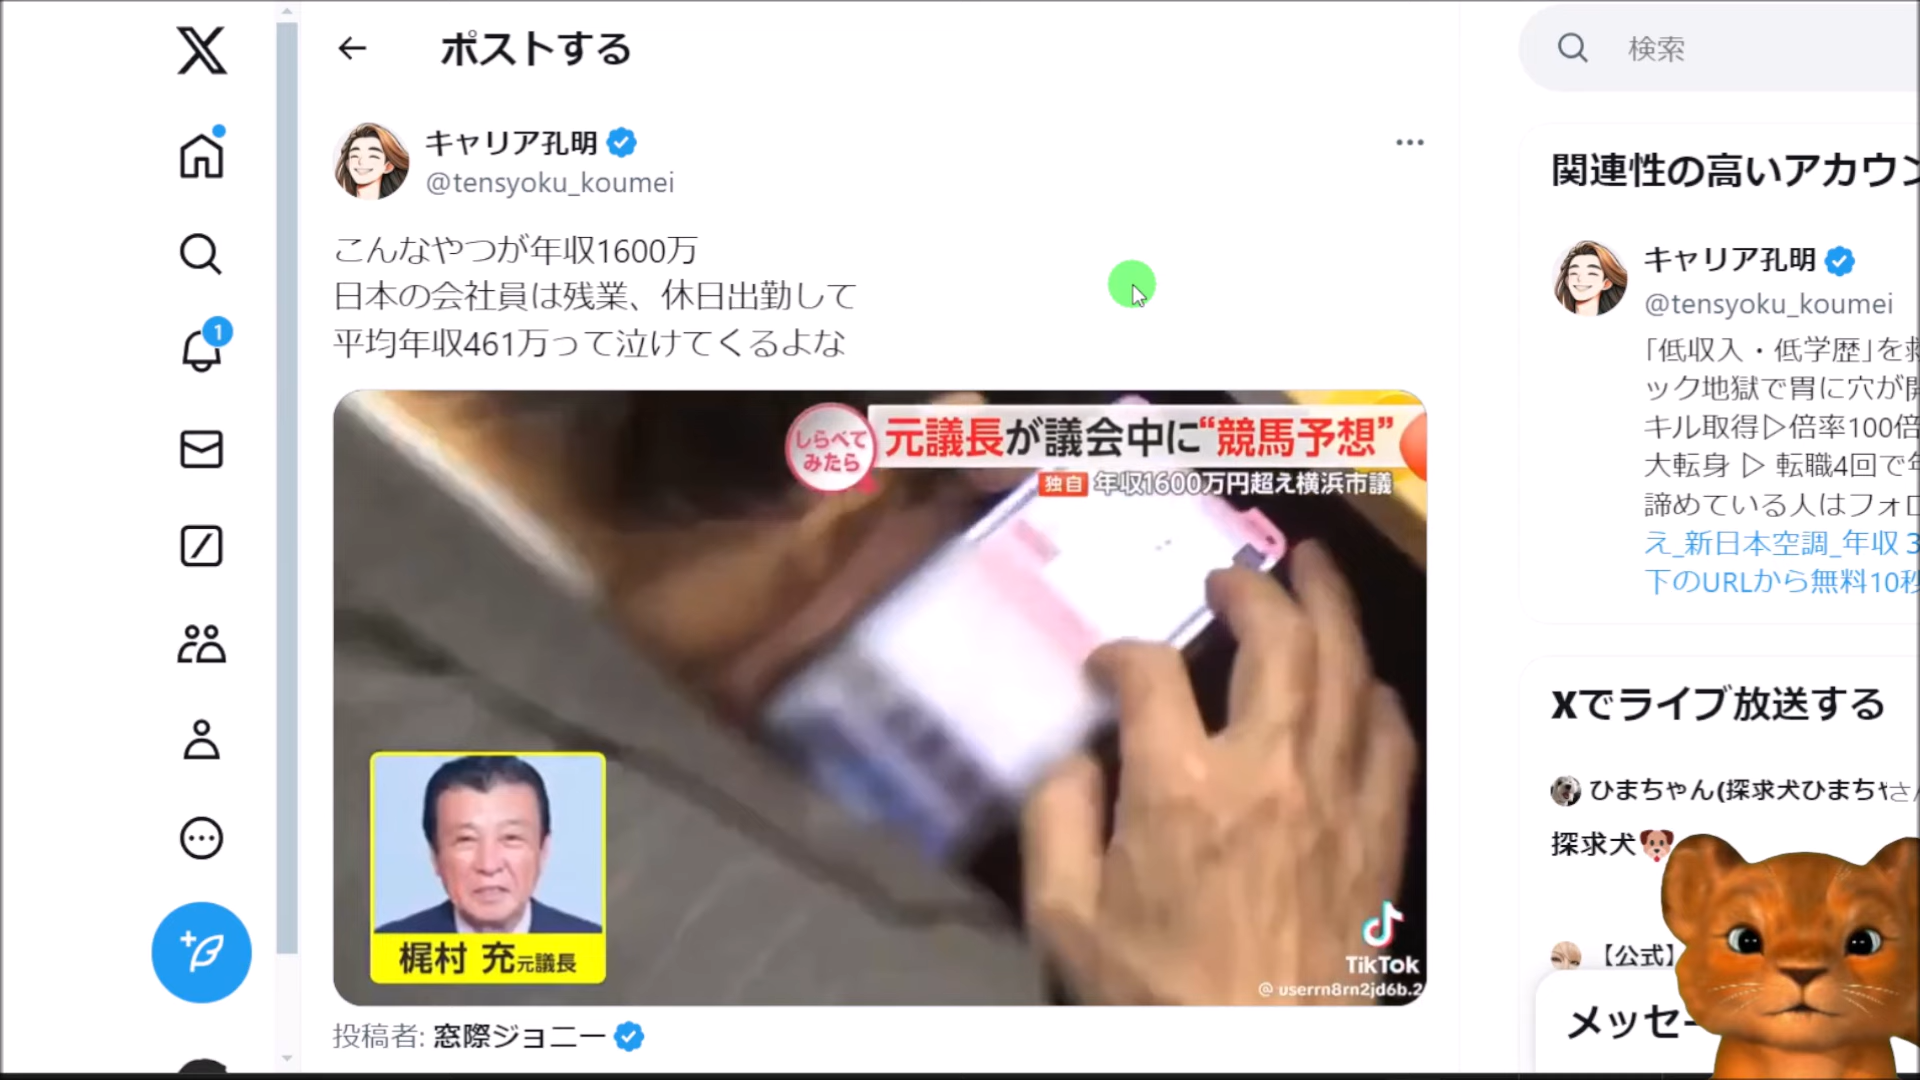 ポストする
検索
キャリア孔明
@tensyoku_koumei
こんなやつが年収1600万
日本の会社員は残業、休日出勤して
平均年収461万って泣けてくるよな
しらべて
みたら
元議長が議会中に“競馬予想”
独自 年収1600万円超え横浜市議
梶村 充元議長
TikTok
@userrn8rn2jd6b.2
投稿者: 窓際ジョニー
1
関連性の高いアカウン
キャリア孔明
@tensyoku_koumei
「低収入・低学歴」を救
ック地獄で胃に穴が開
キル取得▷倍率100倍
大転身 ▷ 転職4回で年
諦めている人はフォロ
え_新日本空調_年収3
下のURLから無料10秒
Xでライブ放送する
ひまちゃん(探求犬ひまちゃ
探求犬
【公式】
メッセー